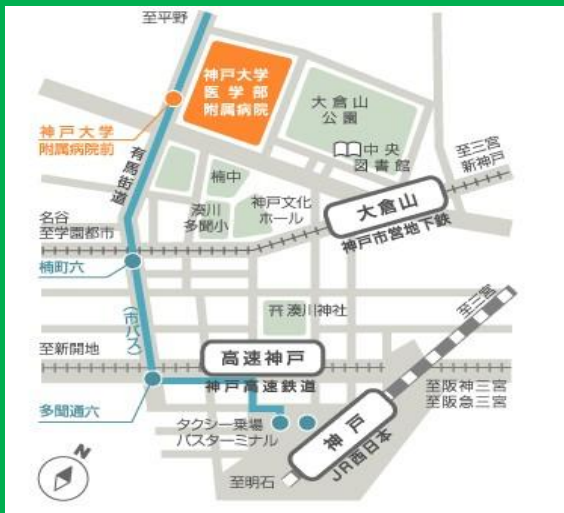 至平野
神戸大学
医学部
附属病院
大倉山
公園
中央
図書館
神戸大学
附属病院前
有馬街道
楠中
湊川
多聞小
神戸文化
ホール
至三宮
新神戸
大倉山
神戸市営地下鉄
名谷
至学園都市
楠町六
(市バス)
至三宮
湊川神社
至新開地
高速神戸
神戸高速鉄道
至阪神三宮
至阪急三宮
多聞通六
タクシー乗場
バスターミナル
神戸
JR西日本
至明石
N